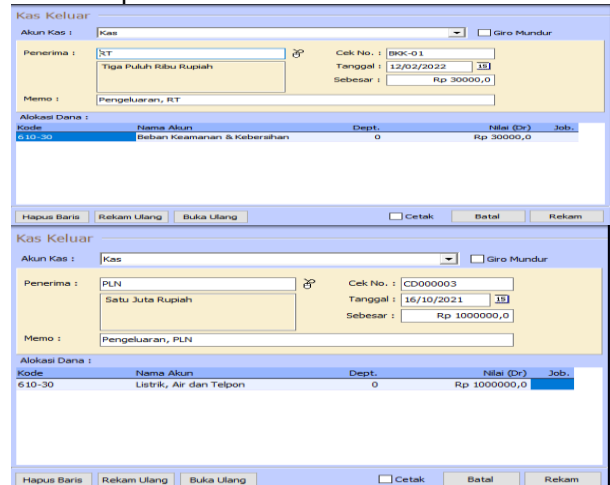 Kas Keluar
Akun Kas : Kas Giro Mundur
Penerima : RT Cek No. : BKK-01
Tiga Puluh Ribu Rupiah Tanggal : 12/02/2022 15
Sebesar : Rp 30000,0
Memo : Pengeluaran, RT
Alokasi Dana :
Kode Nama Akun Dept. Nilai (Dr) Job.
610-30 Beban Keamanan & Kebersihan 0 Rp 30000,0
Hapus Baris Rekam Ulang Buka Ulang Cetak Batal Rekam
Kas Keluar
Akun Kas : Kas Giro Mundur
Penerima : PLN Cek No. : CD000003
Satu Juta Rupiah Tanggal : 16/10/2021 15
Sebesar : Rp 1000000,0
Memo : Pengeluaran, PLN
Alokasi Dana :
Kode Nama Akun Dept. Nilai (Dr) Job.
610-30 Listrik, Air dan Telpon 0 Rp 1000000,0
Hapus Baris Rekam Ulang Buka Ulang Cetak Batal Rekam